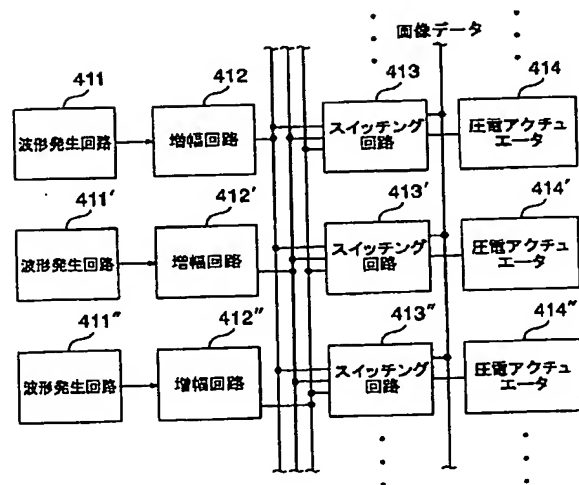 画像データ
411
412
413
414
波形発生回路
増幅回路
スイッチング
回路
圧電アクチュ
エータ
411'
412'
413'
414'
波形発生回路
増幅回路
スイッチング
回路
圧電アクチュ
エータ
411"
412"
413"
414"
波形発生回路
増幅回路
スイッチング
回路
圧電アクチュ
エータ